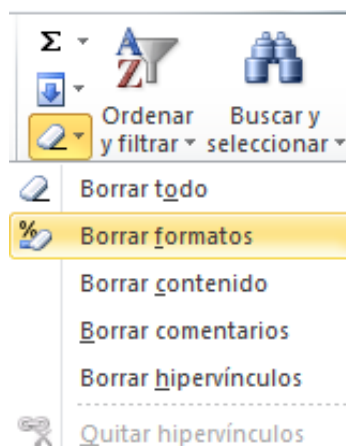 Σ
A
Z
Ordenar
y filtrar
Buscar y
seleccionar
Borrar todo
%
Borrar formatos
Borrar contenido
Borrar comentarios
Borrar hipervínculos
Quitar hipervínculos